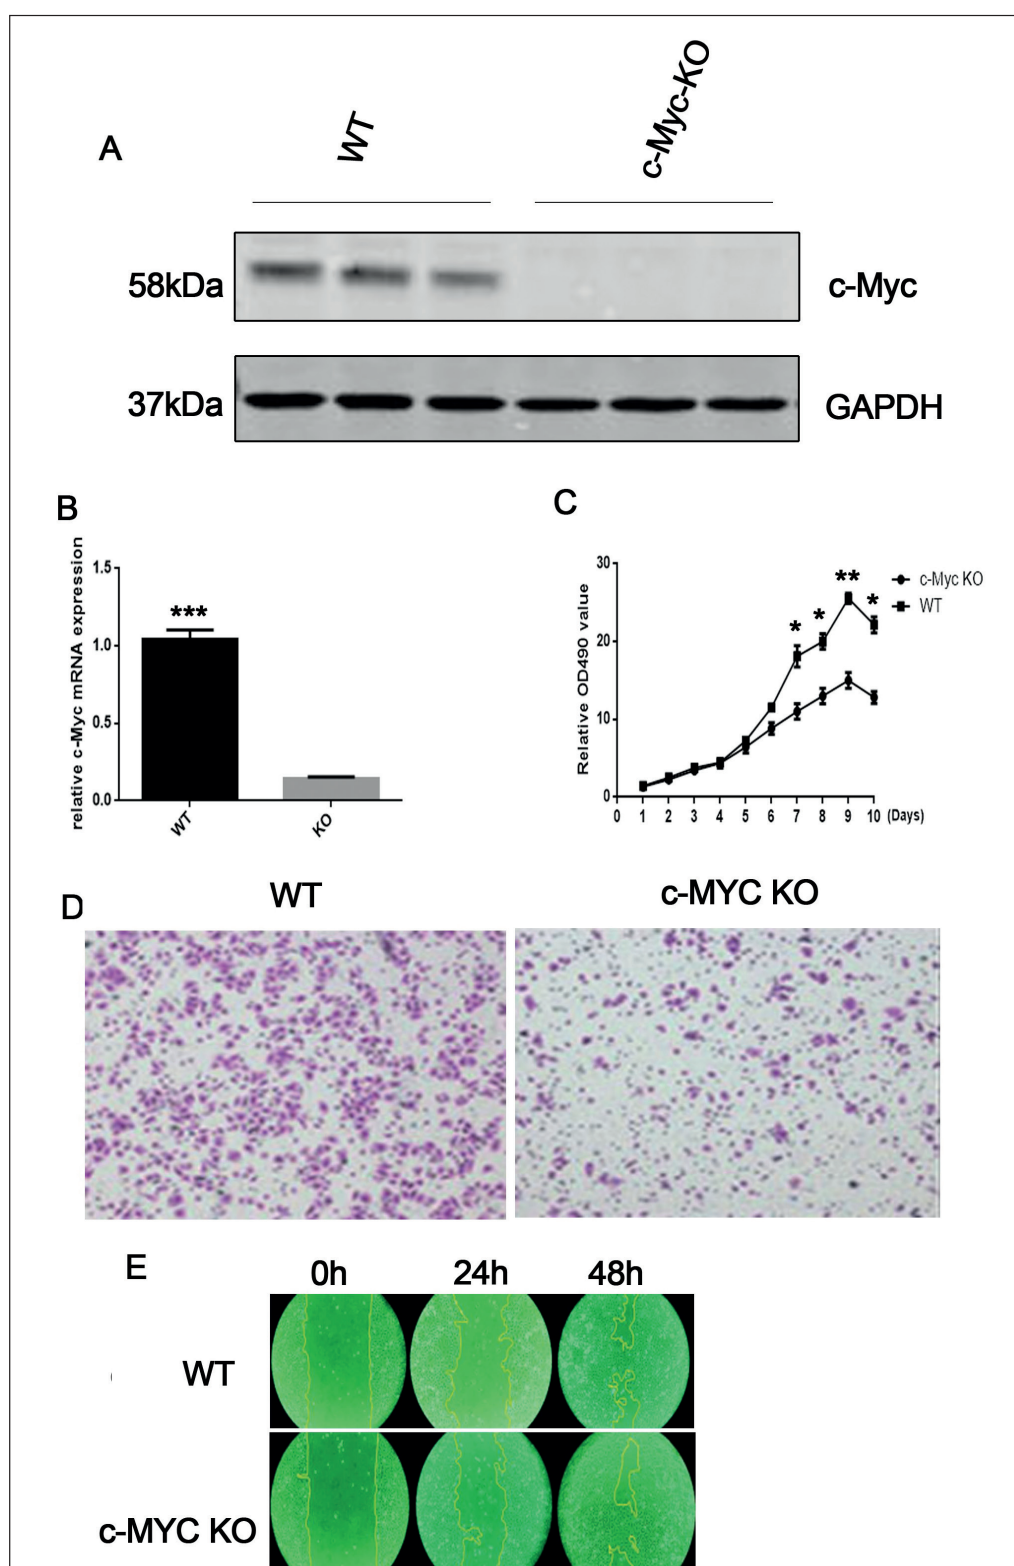 A
WT
c-Myc-KO
58kDa
c-Myc
37kDa
GAPDH
B
relative c-Myc mRNA expression
1.5
1.0
0.5
0.0
***
WT
KO
C
Relative OD490 value
30
20
10
0
*
*
**
*
c-Myc KO
WT
0 1 2 3 4 5 6 7 8 9 10 (Days)
D
WT
c-MYC KO
E
0h 24h 48h
WT
c-MYC KO